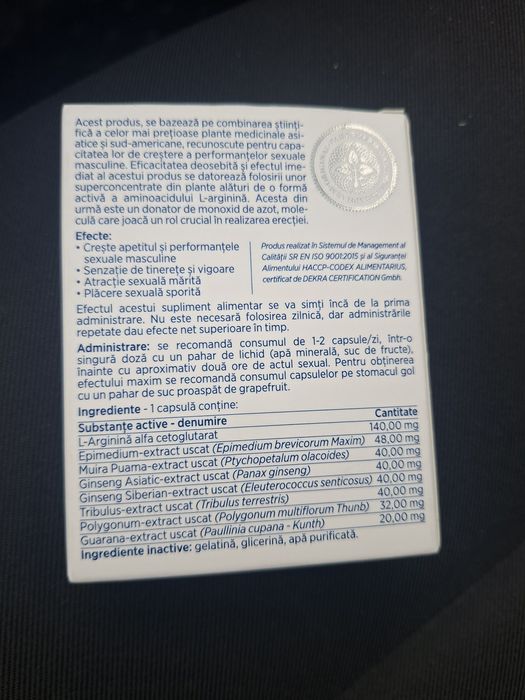 Acest produs, se bazează pe combinarea științi-
fică a celor mai prețioase plante medicinale asi-
atice și sud-americane, recunoscute pentru capa-
citatea lor de creștere a performanțelor sexuale
masculine. Eficacitatea deosebită și efectul ime-
diat al acestui produs se datorează folosirii unor
superconcentrate din plante alături de o formă
activă a aminoacidului L-arginină. Acesta din
urmă este un donator de monoxid de azot, mole-
culă care joacă un rol crucial în realizarea erecției.
Efecte:
• Crește apetitul și performanțele
sexuale masculine
• Senzație de tinerețe și vigoare
• Atracție sexuală mărită
• Plăcere sexuală sporită
Produs realizat în Sistemul de Management al
Calității SR EN ISO 9001:2015 și al Siguranței
Alimentului HACCP-CODEX ALIMENTARIUS,
certificat de DEKRA CERTIFICATION Gmbh.
Efectul acestui supliment alimentar se va simți încă de la prima
administrare. Nu este necesară folosirea zilnică, dar administrările
repetate dau efecte net superioare în timp.
Administrare: se recomandă consumul de 1-2 capsule/zi, într-o
singură doză cu un pahar de lichid (apă minerală, suc de fructe),
înainte cu aproximativ două ore de actul sexual. Pentru obținerea
efectului maxim se recomandă consumul capsulelor pe stomacul gol
cu un pahar de suc proaspăt de grapefruit.
Ingrediente - 1 capsulă conține:
Substanțe active - denumire Cantitate
L-Arginină alfa cetoglutarat 140,00 mg
Epimedium-extract uscat (Epimedium brevicorum Maxim) 48,00 mg
Muira Puama-extract uscat (Ptychopetalum olacoides) 40,00 mg
Ginseng Asiatic-extract uscat (Panax ginseng) 40,00 mg
Ginseng Siberian-extract uscat (Eleuterococcus senticosus) 40,00 mg
Tribulus-extract uscat (Tribulus terrestris) 40,00 mg
Polygonum-extract uscat (Polygonum multiflorum Thunb) 32,00 mg
Guarana-extract uscat (Paullinia cupana - Kunth) 20,00 mg
Ingrediente inactive: gelatină, glicerină, apă purificată.